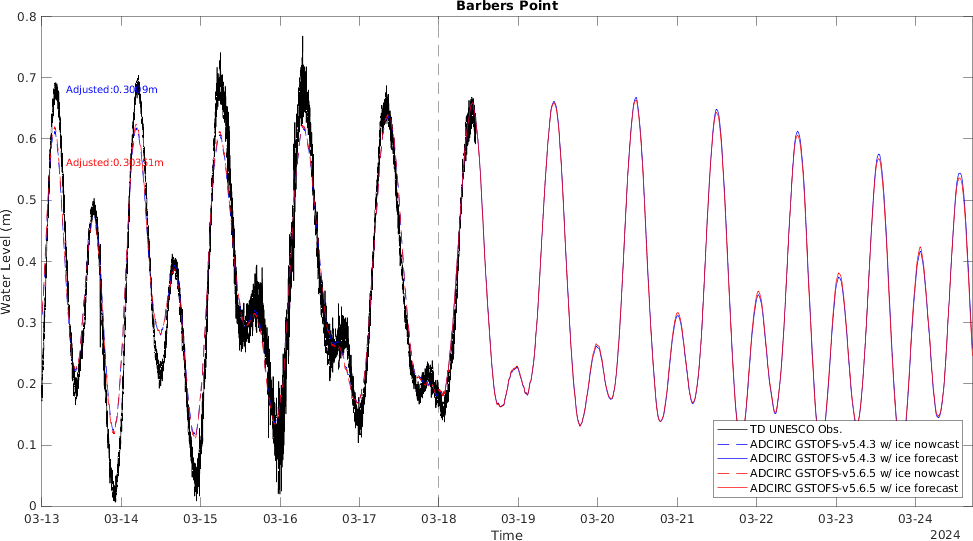 Barbers Point
0.8
0.7
0.6
0.5
0.4
0.3
0.2
0.1
0
Water Level (m)
Adjusted:0.3009m
Adjusted:0.30351m
TD UNESCO Obs.
ADCIRC GSTOFS-v5.4.3 w/ ice nowcast
ADCIRC GSTOFS-v5.4.3 w/ ice forecast
ADCIRC GSTOFS-v5.6.5 w/ ice nowcast
ADCIRC GSTOFS-v5.6.5 w/ ice forecast
03-13 03-14 03-15 03-16 03-17 03-18 03-19 03-20 03-21 03-22 03-23 03-24
Time
2024